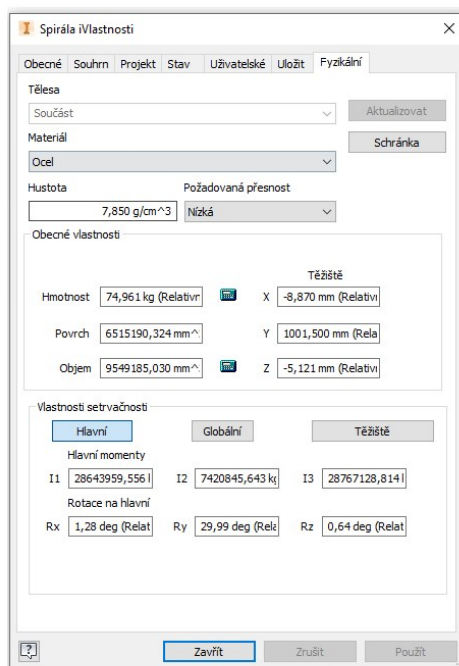 Spirála iVlastnosti
Obecné Souhrn Projekt Stav Uživatelské Uložit Fyzikální
Tělesa
Součást Aktualizovat
Materiál Schránka
Ocel
Hustota Požadovaná přesnost
7,850 g/cm^3 Nízká
Obecné vlastnosti
Těžiště
Hmotnost 74,961 kg (Relativr X -8,870 mm (Relativi
Povrch 6515190,324 mm^ Y 1001,500 mm (Rela
Objem 9549185,030 mm^ Z -5,121 mm (Relativi
Vlastnosti setrvačnosti
Hlavní Globální Těžiště
Hlavní momenty
I1 28643959,556 I2 7420845,643 kg I3 28767128,814
Rotace na hlavní
Rx 1,28 deg (Relat Ry 29,99 deg (Rela Rz 0,64 deg (Relat
? Zavřít Zrušit Použít